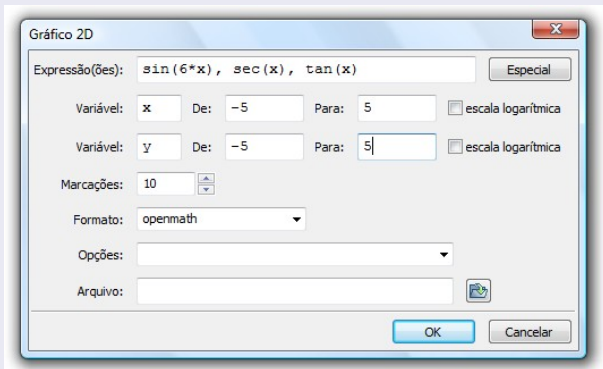 Gráfico 2D
Expressão(ões): sin(6*x), sec(x), tan(x) Especial
Variável: x De: -5 Para: 5 escala logarítmica
Variável: y De: -5 Para: 5 escala logarítmica
Marcações: 10
Formato: openmath
Opções:
Arquivo:
OK Cancelar